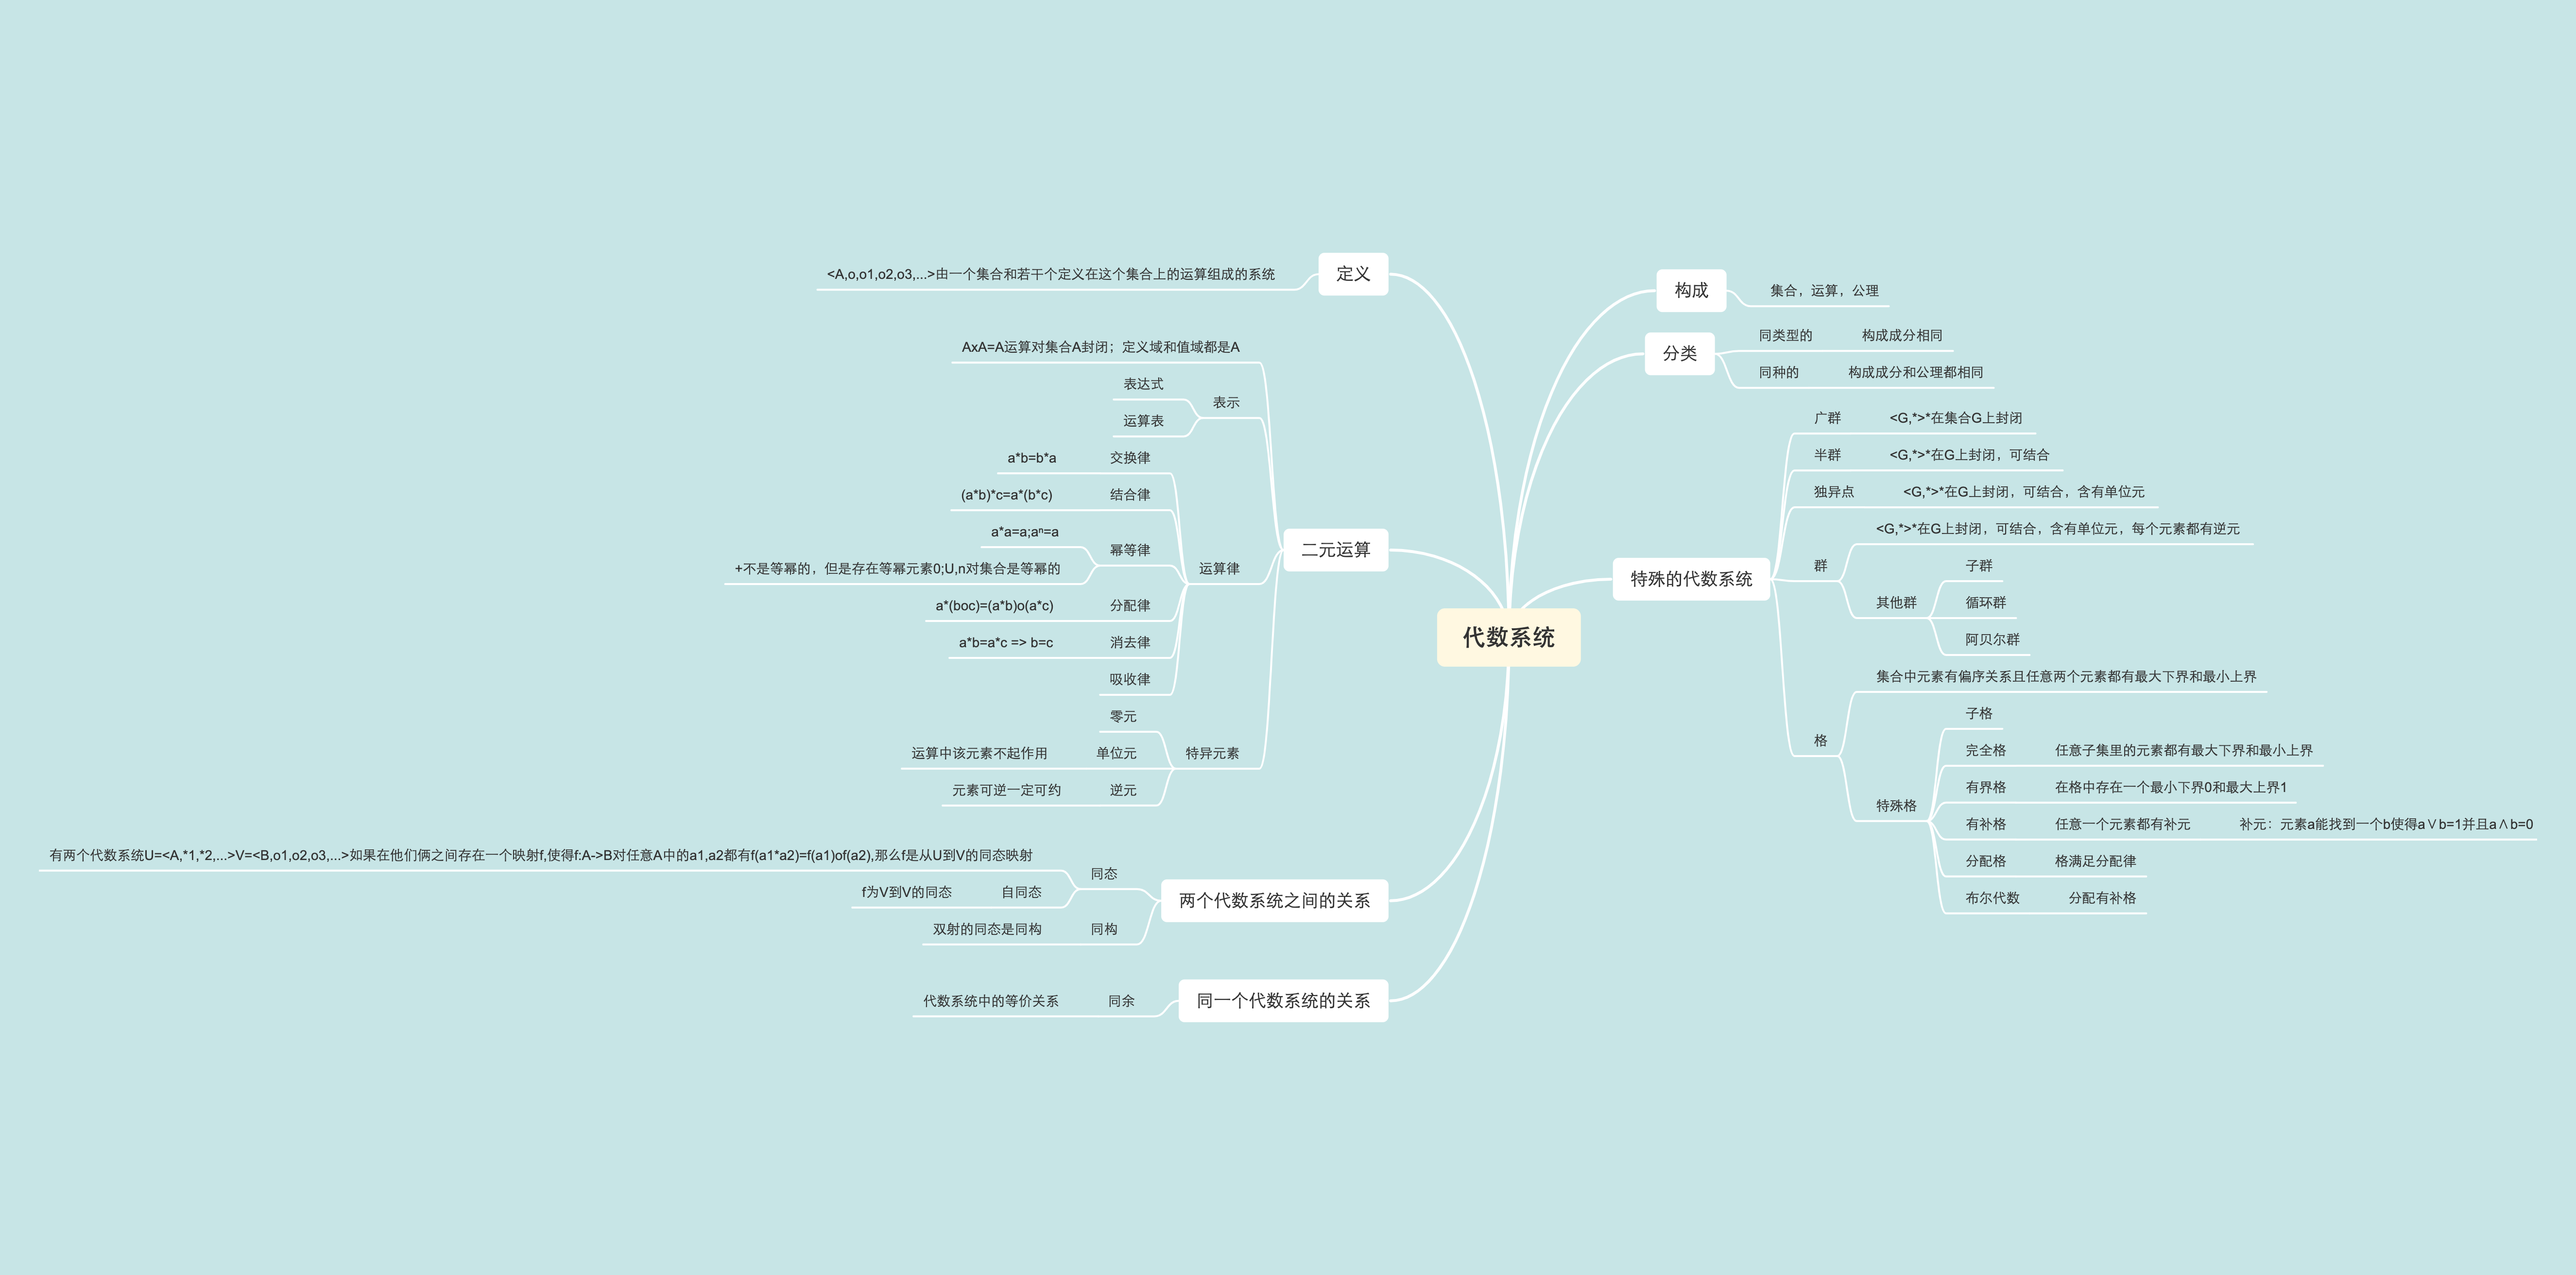 代数系统
定义
<A,o,o1,o2,o3,...>由一个集合和若干个定义在这个集合上的运算组成的系统
二元运算
AxA=A运算对集合A封闭；定义域和值域都是A
表示
表达式
运算表
运算律
交换律
a*b=b*a
结合律
(a*b)*c=a*(b*c)
幂等律
a*a=a;aⁿ=a
+不是等幂的，但是存在等幂元素0;U,n对集合是等幂的
分配律
a*(boc)=(a*b)o(a*c)
消去律
a*b=a*c => b=c
吸收律
特异元素
零元
单位元
运算中该元素不起作用
逆元
元素可逆一定可约
两个代数系统之间的关系
同态
有两个代数系统U=<A,*1,*2,...>V=<B,o1,o2,o3,...>如果在他们俩之间存在一个映射f,使得f:A->B对任意A中的a1,a2都有f(a1*a2)=f(a1)of(a2),那么f是从U到V的同态映射
自同态
f为V到V的同态
同构
双射的同态是同构
同一个代数系统的关系
同余
代数系统中的等价关系
构成
集合，运算，公理
分类
同类型的
构成成分相同
同种的
构成成分和公理都相同
特殊的代数系统
广群
<G,*>*在集合G上封闭
半群
<G,*>*在G上封闭，可结合
独异点
<G,*>*在G上封闭，可结合，含有单位元
群
<G,*>*在G上封闭，可结合，含有单位元，每个元素都有逆元
其他群
子群
循环群
阿贝尔群
格
集合中元素有偏序关系且任意两个元素都有最大下界和最小上界
特殊格
子格
完全格
任意子集里的元素都有最大下界和最小上界
有界格
在格中存在一个最小下界0和最大上界1
有补格
任意一个元素都有补元
补元：元素a能找到一个b使得a∨b=1并且a∧b=0
分配格
格满足分配律
布尔代数
分配有补格